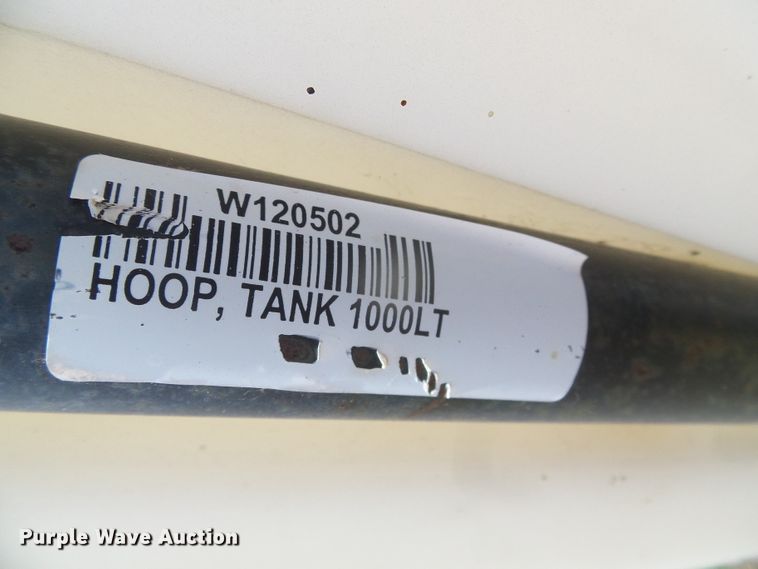 W120502
HOOP, TANK 1000LT
Purple Wave Auction